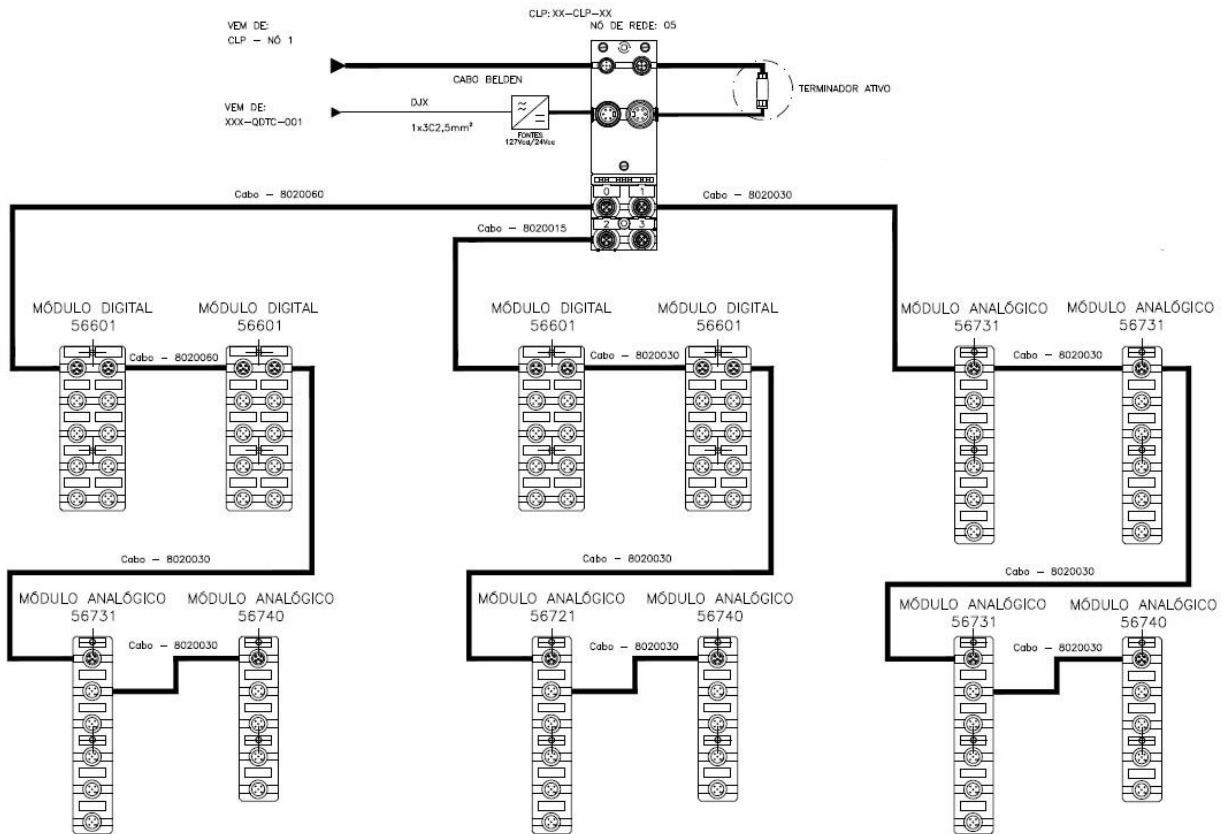 CLP: XX-CLP-XX
NÓ DE REDE: 05
VEM DE:
CLP - NÓ 1
CABO BELDEN
TERMINADOR ATIVO
VEM DE:
XXX-QDTC-001
DJX
1x3C2,5mm²
FONTES
127Vca/24Vcc
0 1
2 3
Cabo - 8020060
Cabo - 8020030
Cabo - 8020015
MÓDULO DIGITAL
56601
MÓDULO DIGITAL
56601
MÓDULO DIGITAL
56601
MÓDULO DIGITAL
56601
MÓDULO ANALÓGICO
56731
MÓDULO ANALÓGICO
56731
Cabo - 8020060
Cabo - 8020030
Cabo - 8020030
Cabo - 8020030
Cabo - 8020030
Cabo - 8020030
MÓDULO ANALÓGICO
56731
MÓDULO ANALÓGICO
56740
MÓDULO ANALÓGICO
56721
MÓDULO ANALÓGICO
56740
MÓDULO ANALÓGICO
56731
MÓDULO ANALÓGICO
56740
Cabo - 8020030
Cabo - 8020030
Cabo - 8020030